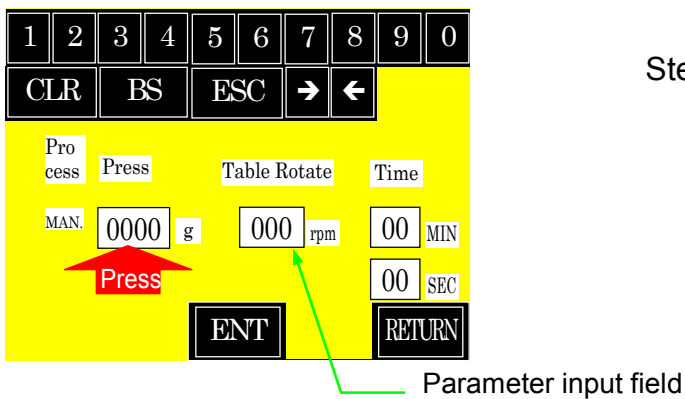 1 2 3 4 5 6 7 8 9 0
CLR BS ESC → ←
Pro
cess Press Table Rotate Time
MAN. 0000 g 000 rpm 00 MIN
Press 00 SEC
ENT RETURN
Parameter input field